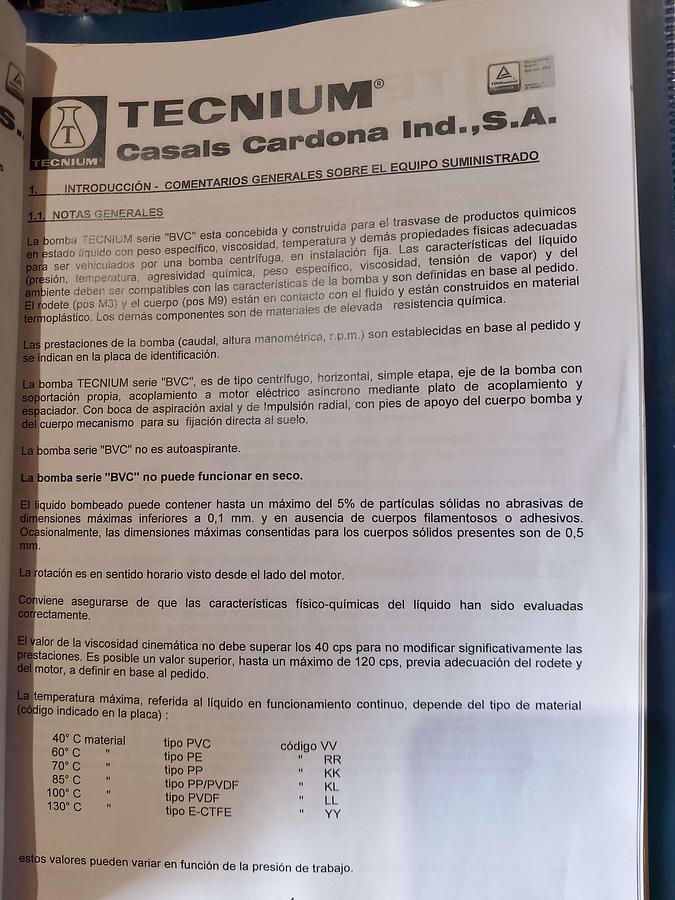 TECNIUM®
Casals Cardona Ind.,S.A.
TECNIUM®
1. INTRODUCCIÓN - COMENTARIOS GENERALES SOBRE EL EQUIPO SUMINISTRADO
1.1. NOTAS GENERALES
La bomba TECNIUM serie "BVC" esta concebida y construida para el trasvase de productos químicos
en estado líquido con peso específico, viscosidad, temperatura y demás propiedades físicas adecuadas
para ser vehiculados por una bomba centrífuga, en instalación fija. Las características del líquido
(presión, temperatura, agresividad química, peso específico, viscosidad, tensión de vapor) y del
ambiente deben ser compatibles con las características de la bomba y son definidas en base al pedido.
El rodete (pos M3) y el cuerpo (pos M9) están en contacto con el fluido y están construidos en material
termoplástico. Los demás componentes son de materiales de elevada resistencia química.
Las prestaciones de la bomba (caudal, altura manométrica, r.p.m.) son establecidas en base al pedido y
se indican en la placa de identificación.
La bomba TECNIUM serie "BVC", es de tipo centrífugo, horizontal, simple etapa, eje de la bomba con
soportación propia, acoplamiento a motor eléctrico asíncrono mediante plato de acoplamiento y
espaciador. Con boca de aspiración axial y de Impulsión radial, con pies de apoyo del cuerpo bomba y
del cuerpo mecanismo para su fijación directa al suelo.
La bomba serie "BVC" no es autoaspirante.
La bomba serie "BVC" no puede funcionar en seco.
El liquido bombeado puede contener hasta un máximo del 5% de partículas sólidas no abrasivas de
dimensiones máximas inferiores a 0,1 mm. y en ausencia de cuerpos filamentosos o adhesivos.
Ocasionalmente, las dimensiones máximas consentidas para los cuerpos sólidos presentes son de 0,5
mm.
La rotación es en sentido horario visto desde el lado del motor.
Conviene asegurarse de que las características físico-químicas del líquido han sido evaluadas
correctamente.
El valor de la viscosidad cinemática no debe superar los 40 cps para no modificar significativamente las
prestaciones. Es posible un valor superior, hasta un máximo de 120 cps, previa adecuación del rodete y
del motor, a definir en base al pedido.
La temperatura máxima, referida al líquido en funcionamiento continuo, depende del tipo de material
(código indicado en la placa) :
40° C material tipo PVC código VV
60° C " tipo PE " RR
70° C " tipo PP " KK
85° C " tipo PP/PVDF " KL
100° C " tipo PVDF " LL
130° C " tipo E-CTFE " YY
estos valores pueden variar en función de la presión de trabajo.